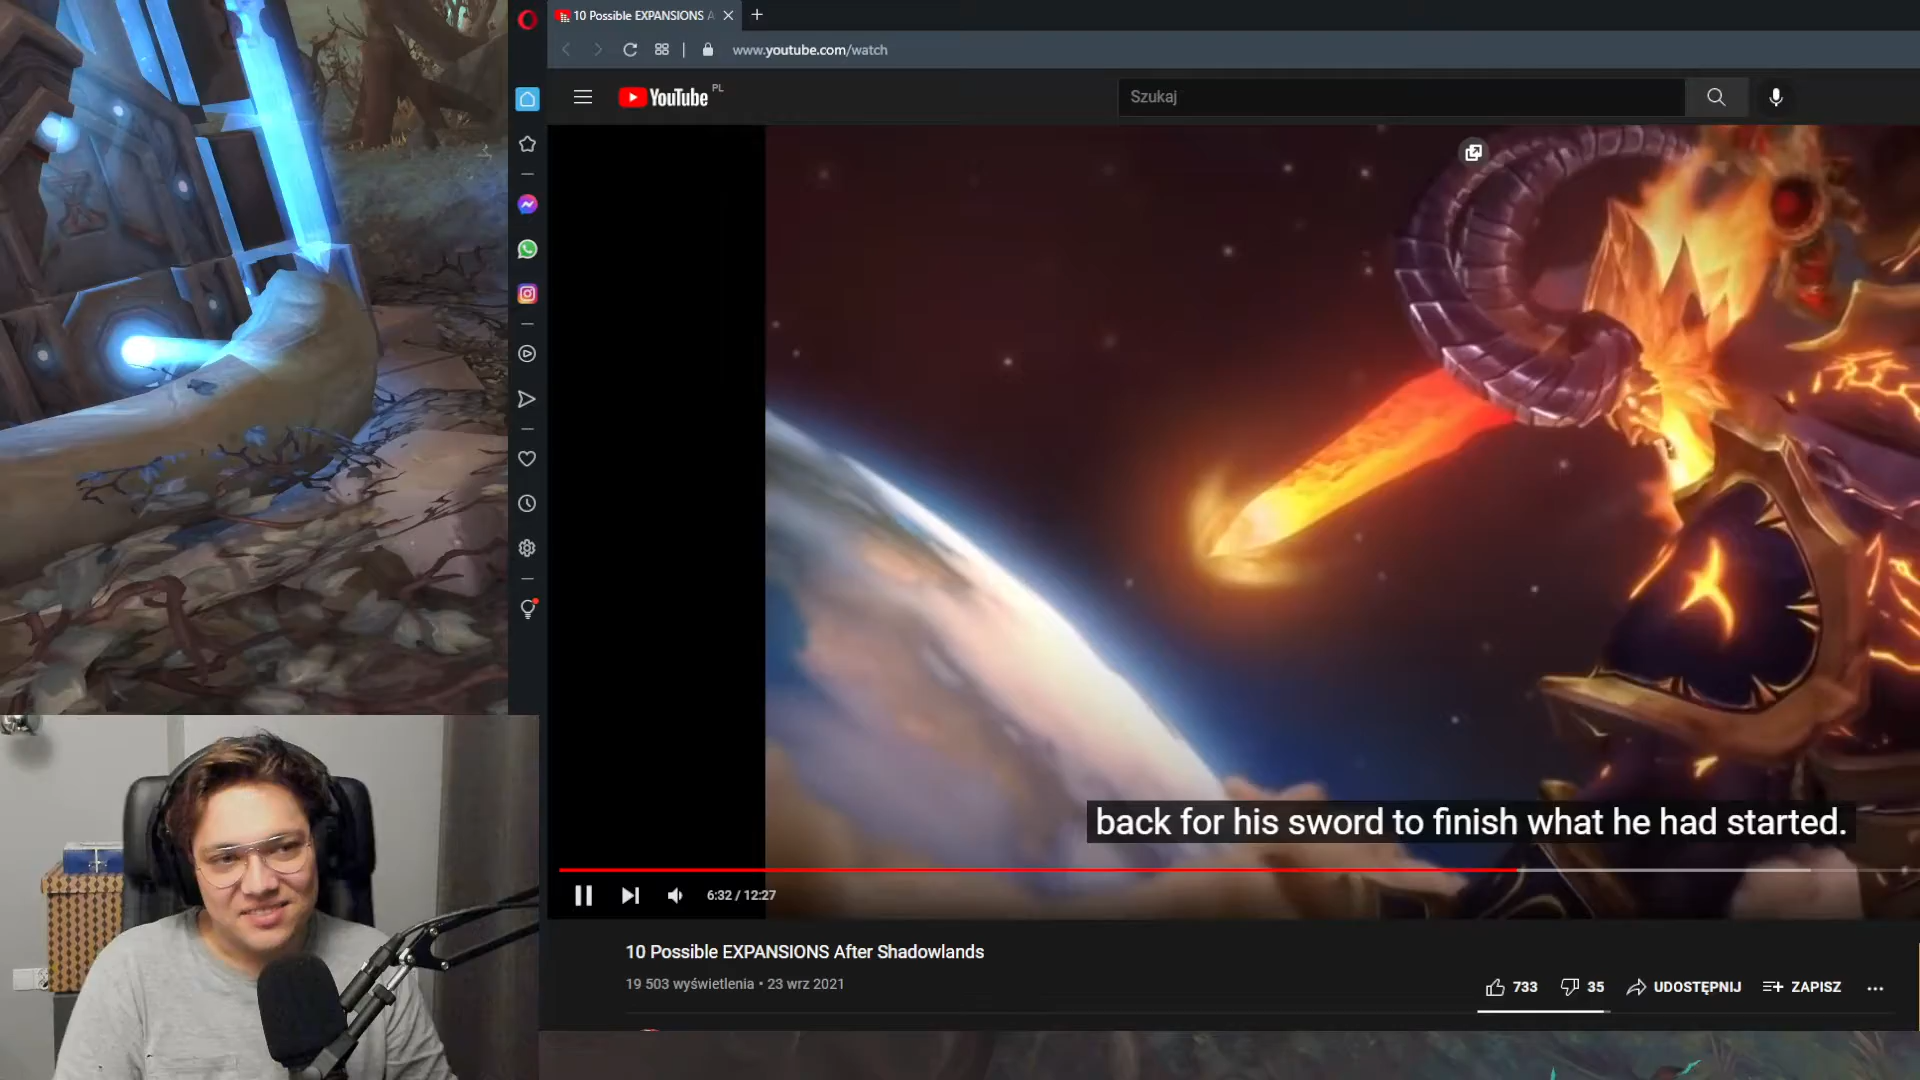 10 Possible EXPANSIONS A
www.youtube.com/watch
YouTube PL
Szukaj
back for his sword to finish what he had started.
6:32 / 12:27
10 Possible EXPANSIONS After Shadowlands
19 503 wyświetlenia • 23 wrz 2021
733
35
UDOSTĘPNIJ
ZAPISZ